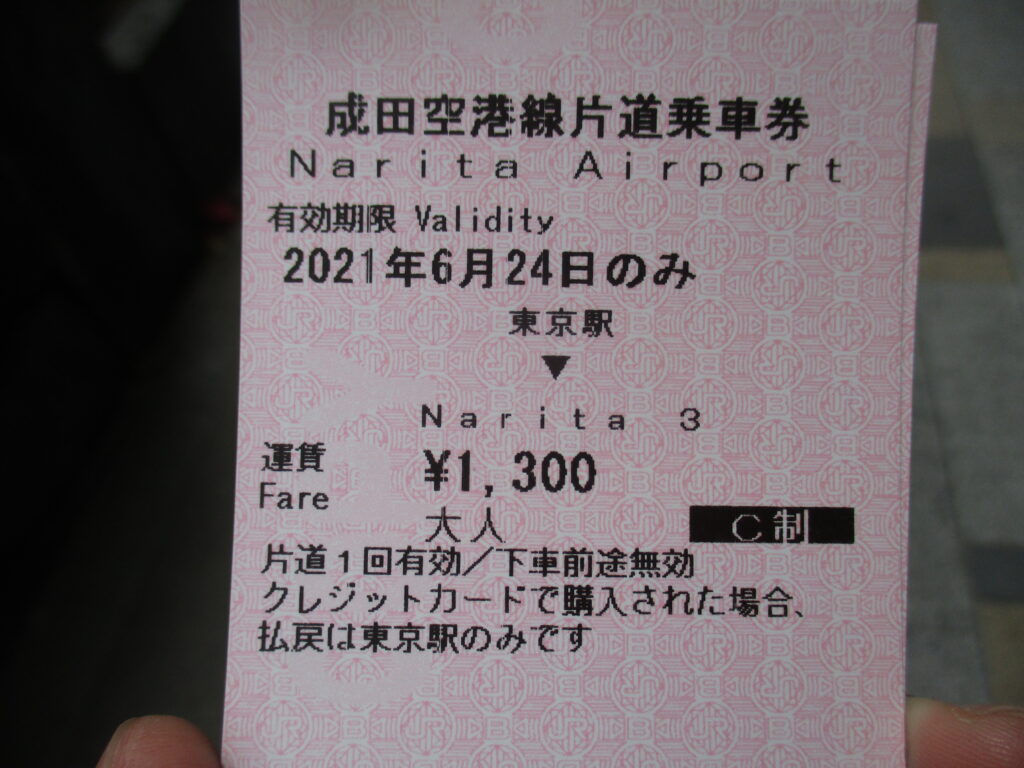 成田空港線片道乗車券
Narita Airport
有効期限 Validity
2021年6月24日のみ
東京駅
▼
Narita 3
運賃 ¥1,300
Fare
大人 C制
片道1回有効/下車前途無効
クレジットカードで購入された場合、
払戻は東京駅のみです